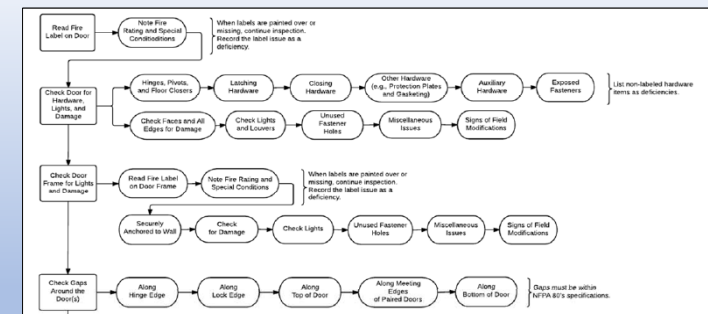 Read Fire
Label on Door
Note Fire
Rating and Special
Conditioditions
When labels are painted over or
missing, continue inspection.
Record the label issue as a
deficiency.
Check Door for
Hardware,
Lights, and
Damage
Hinges, Pivots,
and Floor Closers
Latching
Hardware
Closing
Hardware
Other Hardware
(e.g., Protection Plates
and Gasketing)
Auxiliary
Hardware
Exposed
Fasteners
List non-labeled hardware
items as deficiencies.
Check Faces and All
Edges for Damage
Check Lights
and Louvers
Unused
Fastener
Holes
Miscellaneous
Issues
Signs of Field
Modifications
Check Door
Frame for Lights
and Damage
Read Fire Label
on Door Frame
Note Fire Rating and
Special Conditions
When labels are painted over or
missing, continue inspection.
Record the label issue as a
deficiency.
Securely
Anchored to Wall
Check
for Damage
Check Lights
Unused Fastener
Holes
Miscellaneous
Issues
Signs of Field
Modifications
Check Gaps
Around the
Door(s)
Along
Hinge Edge
Along
Lock Edge
Along
Top of Door
Along Meeting
Edges
of Paired Doors
Along
Bottom of Door
Gaps must be within
NFPA 80's specifications.